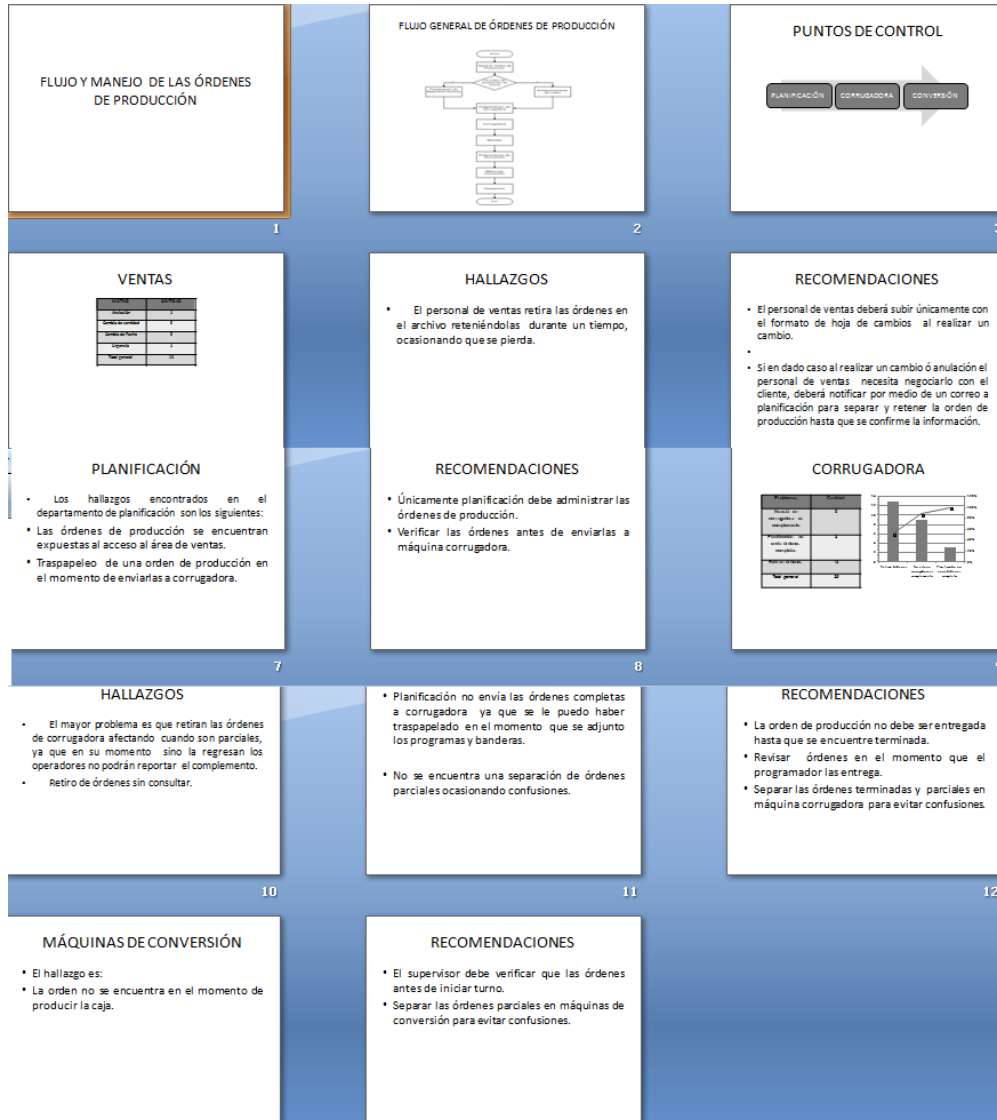 FLUJO Y MANEJO DE LAS ÓRDENES
DE PRODUCCIÓN
1
FLUJO GENERAL DE ÓRDENES DE PRODUCCIÓN
2
PUNTOS DE CONTROL
PLANIFICACIÓN
CORRUGADORA
CONVERSIÓN
VENTAS
Total general
HALLAZGOS
• El personal de ventas retira las órdenes en
el archivo reteniéndolas durante un tiempo,
ocasionando que se pierda.
RECOMENDACIONES
• El personal de ventas deberá subir únicamente con
el formato de hoja de cambios al realizar un
cambio.
•
• Si en dado caso al realizar un cambio ó anulación el
personal de ventas necesita negociarlo con el
cliente, deberá notificar por medio de un correo a
planificación para separar y retener la orden de
producción hasta que se confirme la información.
PLANIFICACIÓN
• Los hallazgos encontrados en el
departamento de planificación son los siguientes:
• Las órdenes de producción se encuentran
expuestas al acceso al área de ventas.
• Traspapeleo de una orden de producción en
el momento de enviarlas a corrugadora.
7
RECOMENDACIONES
• Únicamente planificación debe administrar las
órdenes de producción.
• Verificar las órdenes antes de enviarlas a
máquina corrugadora.
8
CORRUGADORA
Problema
Cantidad
Total general
HALLAZGOS
• El mayor problema es que retiran las órdenes
de corrugadora afectando cuando son parciales,
ya que en su momento sino la regresan los
operadores no podrán reportar el complemento.
• Retiro de órdenes sin consultar.
10
• Planificación no envía las órdenes completas
a corrugadora ya que se le puedo haber
traspapelado en el momento que se adjunto
los programas y banderas.
• No se encuentra una separación de órdenes
parciales ocasionando confusiones.
11
RECOMENDACIONES
• La orden de producción no debe ser entregada
hasta que se encuentre terminada.
• Revisar órdenes en el momento que el
programador las entrega.
• Separar las órdenes terminadas y parciales en
máquina corrugadora para evitar confusiones.
12
MÁQUINAS DE CONVERSIÓN
• El hallazgo es:
• La orden no se encuentra en el momento de
producir la caja.
RECOMENDACIONES
• El supervisor debe verificar que las órdenes
antes de iniciar turno.
• Separar las órdenes parciales en máquinas de
conversión para evitar confusiones.